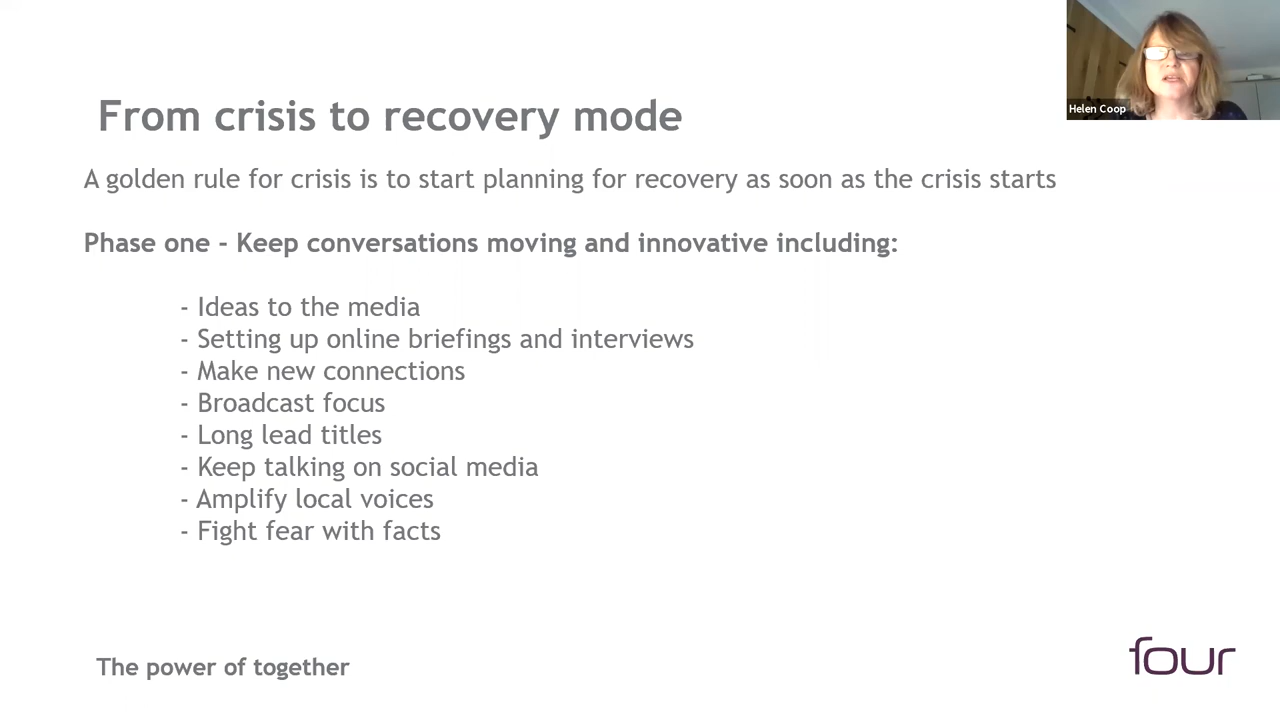 Helen Coop
From crisis to recovery mode
A golden rule for crisis is to start planning for recovery as soon as the crisis starts
Phase one - Keep conversations moving and innovative including:
- Ideas to the media
- Setting up online briefings and interviews
- Make new connections
- Broadcast focus
- Long lead titles
- Keep talking on social media
- Amplify local voices
- Fight fear with facts
The power of together
four